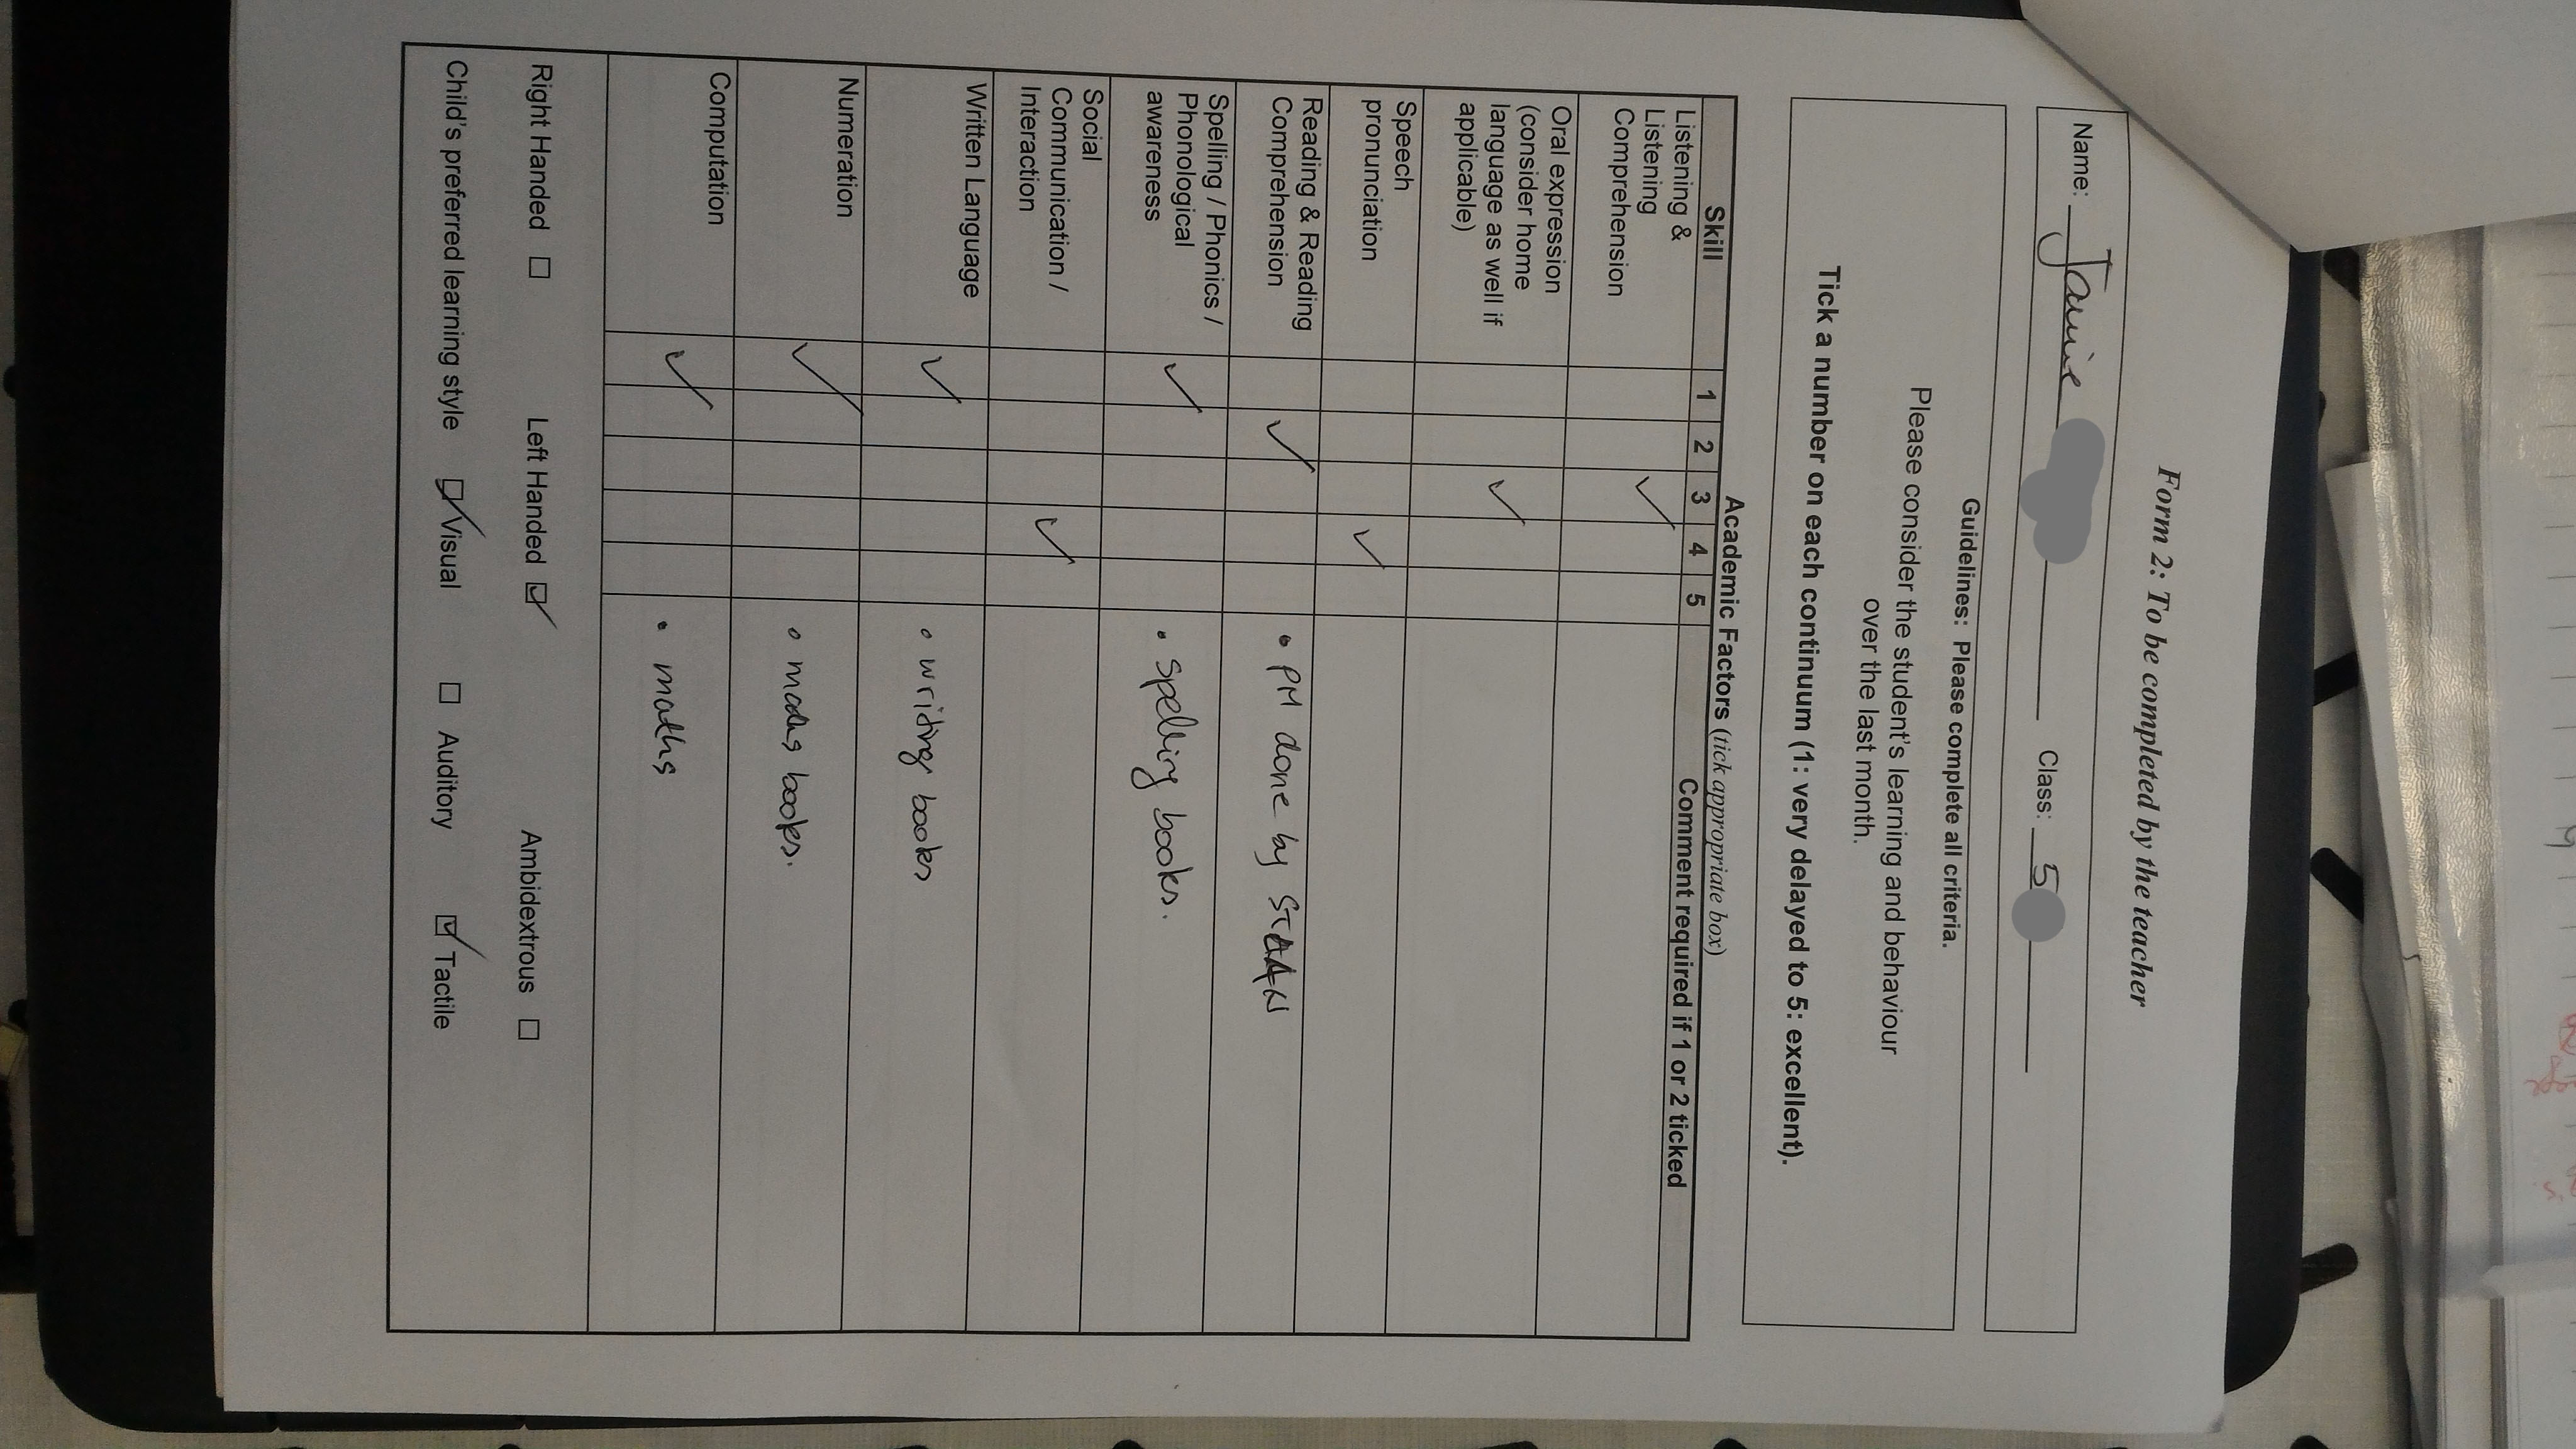 Form 2: To be completed by the teacher
Name: Jamie Class: 5
Guidelines: Please complete all criteria.
Please consider the student's learning and behaviour
over the last month.
Tick a number on each continuum (1: very delayed to 5: excellent).
Academic Factors (tick appropriate box)
Skill 1 2 3 4 5 Comment required if 1 or 2 ticked
Listening &
Listening
Comprehension ✓
Oral expression
(consider home
language as well if
applicable) ✓
Speech
pronunciation ✓
Reading & Reading
Comprehension ✓ • PM done by
Spelling / Phonics /
Phonological
awareness ✓ • spelling books.
Social
Communication /
Interaction ✓
Written Language ✓ • writing books
Numeration ✓ • maths books.
Computation ✓ • maths
Right Handed ☐ Left Handed ☑ Ambidextrous ☐
Child's preferred learning style ☑ Visual ☐ Auditory ☑ Tactile